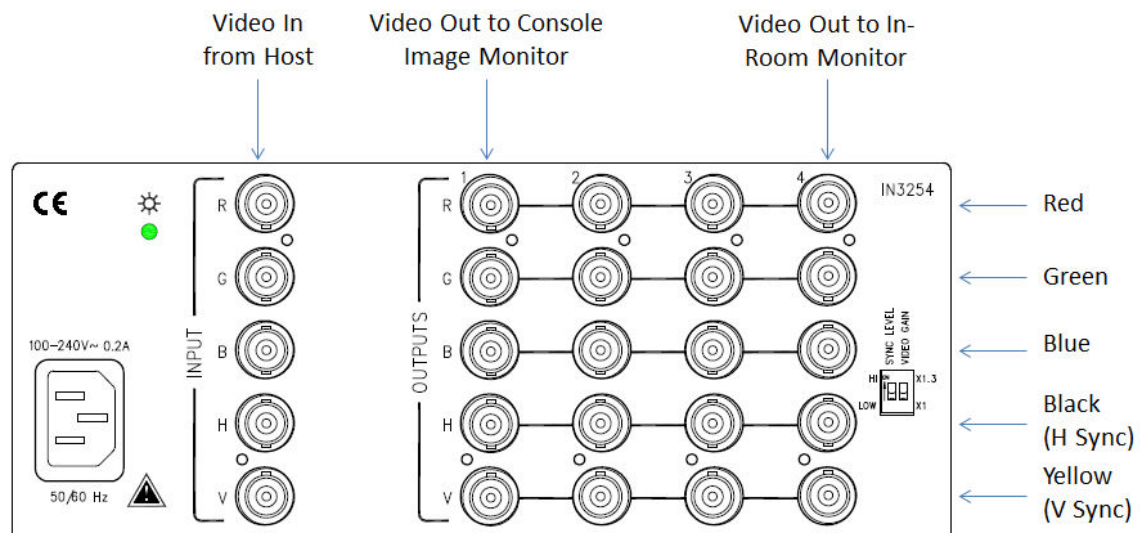 Video In
from Host
Video Out to Console
Image Monitor
Video Out to In-
Room Monitor
CE
1 2 3 4
IN3254
R
R
Red
G
G
Green
INPUT
OUTPUTS
100-240V~ 0.2A
B
B
SYNC LEVEL
VIDEO GAIN
Blue
HI ON X1.3
LOW X1
H
H
Black
(H Sync)
50/60 Hz
V
V
Yellow
(V Sync)